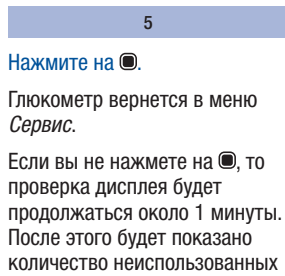 5
Нажмите на .
Глюкометр вернется в меню
Сервис.
Если вы не нажмете на , то
проверка дисплея будет
продолжаться около 1 минуты.
После этого будет показано
количество неиспользованных